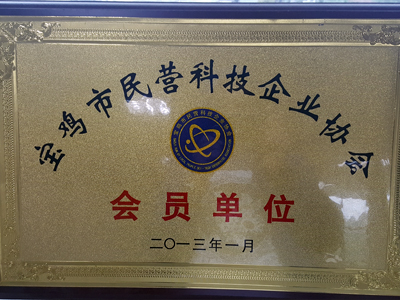 宝鸡市民营科技企业协会
会员单位
二〇一三年一月